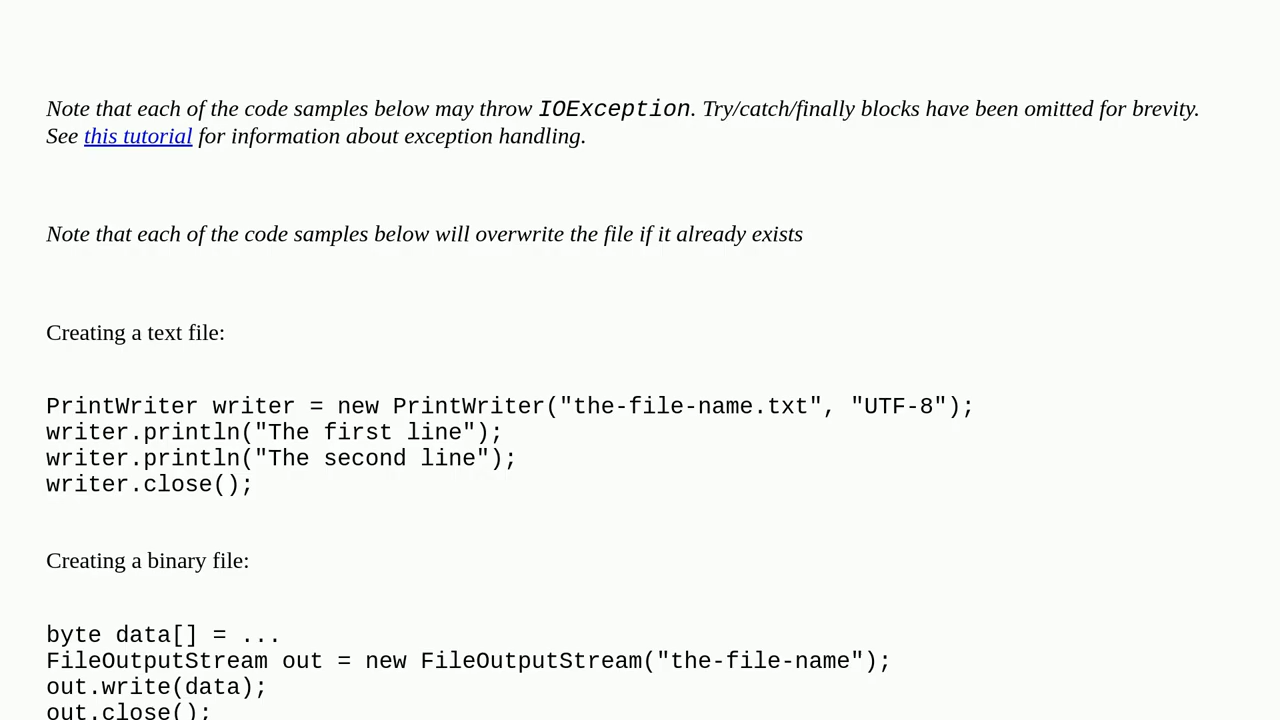 Note that each of the code samples below may throw IOException. Try/catch/finally blocks have been omitted for brevity.
See this tutorial for information about exception handling.
Note that each of the code samples below will overwrite the file if it already exists
Creating a text file:
PrintWriter writer = new PrintWriter("the-file-name.txt", "UTF-8");
writer.println("The first line");
writer.println("The second line");
writer.close();
Creating a binary file:
byte data[] = ...
FileOutputStream out = new FileOutputStream("the-file-name");
out.write(data);
out.close();